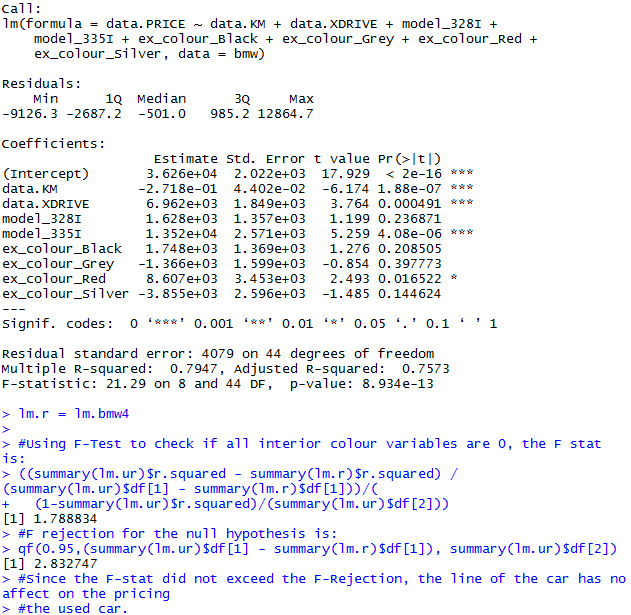 Call:
lm(formula = data.PRICE ~ data.KM + data.XDRIVE + model_328I +
    model_335I + ex_colour_Black + ex_colour_Grey + ex_colour_Red +
    ex_colour_Silver, data = bmw)
Residuals:
    Min      1Q  Median      3Q     Max
-9126.3 -2687.2  -501.0   985.2 12864.7
Coefficients:
                   Estimate Std. Error t value Pr(>|t|)
(Intercept)       3.626e+04  2.022e+03  17.929  < 2e-16 ***
data.KM          -2.718e-01  4.402e-02  -6.174 1.88e-07 ***
data.XDRIVE       6.962e+03  1.849e+03   3.764 0.000491 ***
model_328I        1.628e+03  1.357e+03   1.199 0.236871
model_335I        1.352e+04  2.571e+03   5.259 4.08e-06 ***
ex_colour_Black   1.748e+03  1.369e+03   1.276 0.208505
ex_colour_Grey   -1.366e+03  1.599e+03  -0.854 0.397773
ex_colour_Red     8.607e+03  3.453e+03   2.493 0.016522 *
ex_colour_Silver -3.855e+03  2.596e+03  -1.485 0.144624
---
Signif. codes:  0 ‘***’ 0.001 ‘**’ 0.01 ‘*’ 0.05 ‘.’ 0.1 ‘ ’ 1
Residual standard error: 4079 on 44 degrees of freedom
Multiple R-squared:  0.7947, Adjusted R-squared:  0.7573
F-statistic: 21.29 on 8 and 44 DF,  p-value: 8.934e-13
> lm.r = lm.bmw4
>
> #Using F-Test to check if all interior colour variables are 0, the F stat
is:
> ((summary(lm.ur)$r.squared - summary(lm.r)$r.squared) /
(summary(lm.ur)$df[1] - summary(lm.r)$df[1]))/(
+   (1-summary(lm.ur)$r.squared)/(summary(lm.ur)$df[2]))
[1] 1.788834
> #F rejection for the null hypothesis is:
> qf(0.95,(summary(lm.ur)$df[1] - summary(lm.r)$df[1]), summary(lm.ur)$df[2])
[1] 2.832747
> #Since the F-stat did not exceed the F-Rejection, the line of the car has no
affect on the pricing
> #the used car.